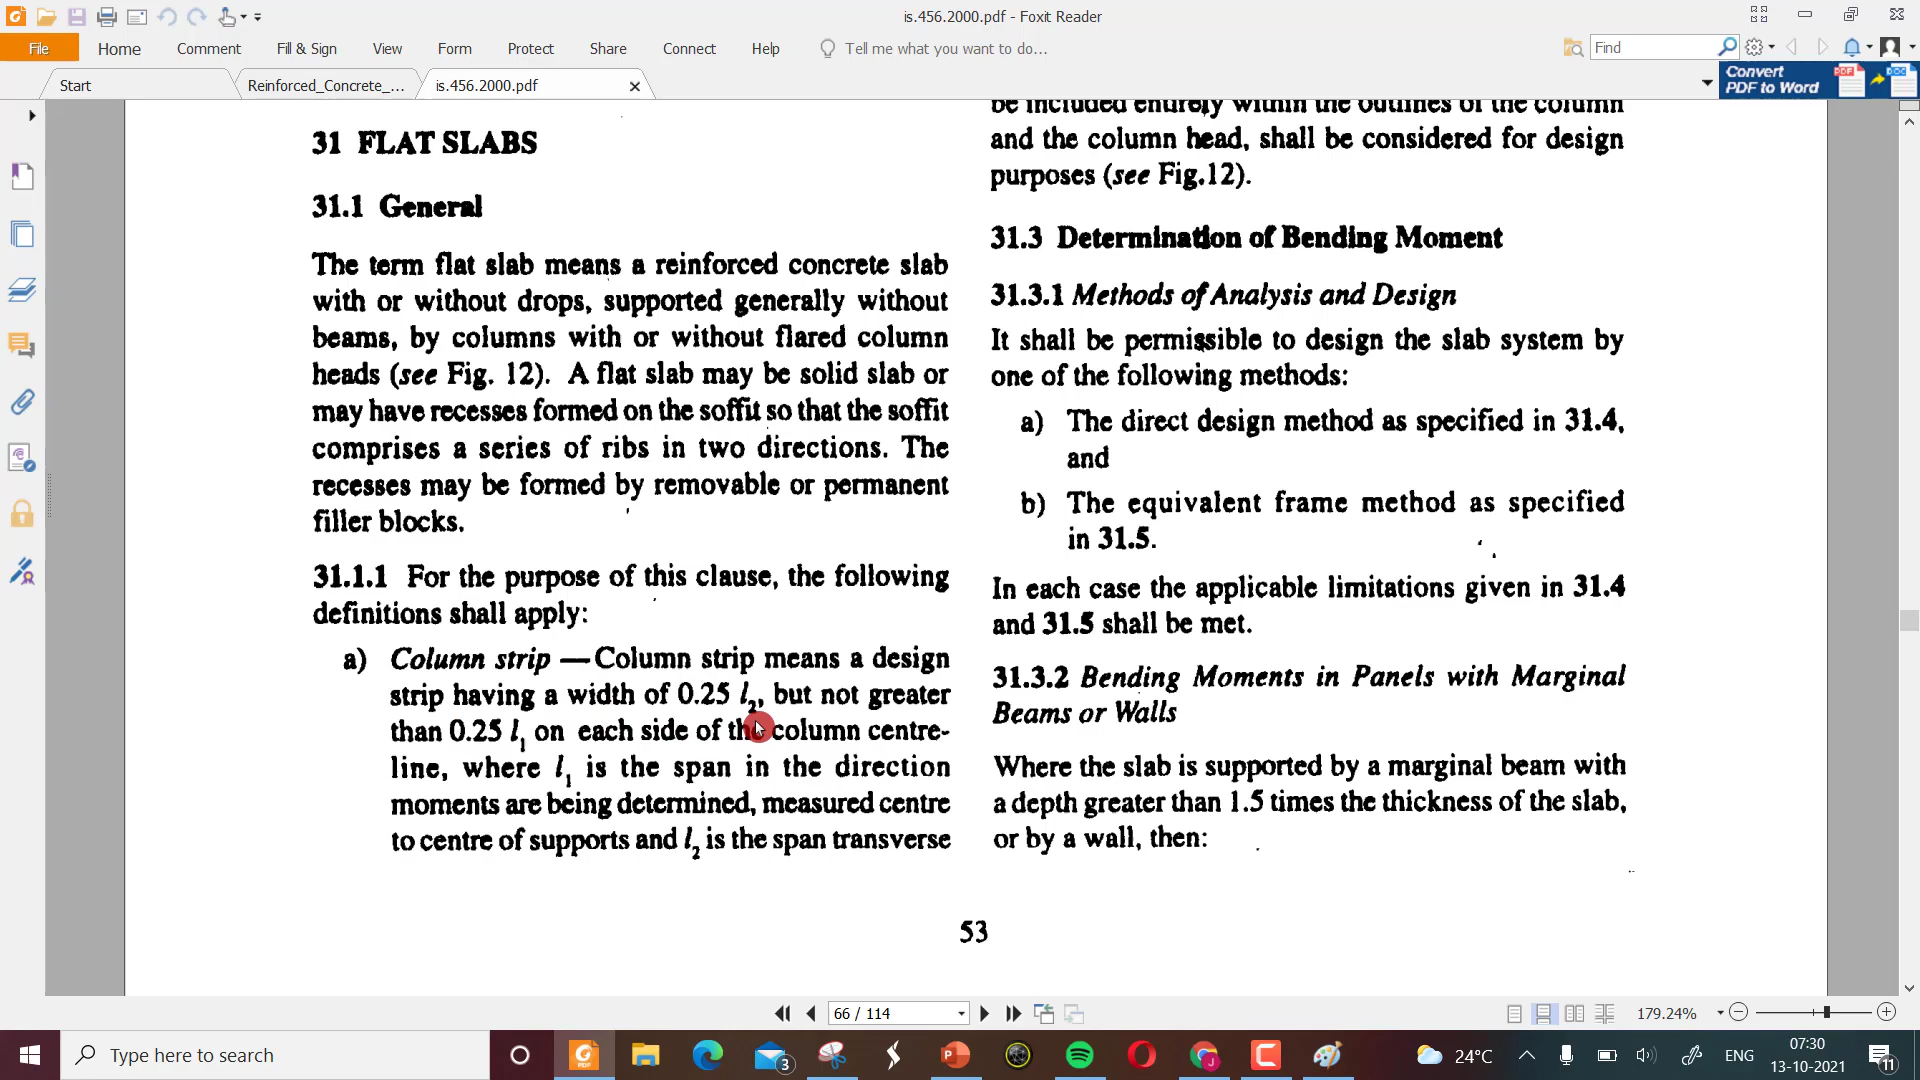 is.456.2000.pdf - Foxit Reader
File Home Comment Fill & Sign View Form Protect Share Connect Help Tell me what you want to do... Find
Start Reinforced_Concrete_... is.456.2000.pdf
Convert
PDF to Word
PDF DOC
31 FLAT SLABS
31.1 General
The term flat slab means a reinforced concrete slab
with or without drops, supported generally without
beams, by columns with or without flared column
heads (see Fig. 12). A flat slab may be solid slab or
may have recesses formed on the soffit so that the soffit
comprises a series of ribs in two directions. The
recesses may be formed by removable or permanent
filler blocks.
31.1.1 For the purpose of this clause, the following
definitions shall apply:
a) Column strip — Column strip means a design
strip having a width of 0.25 l₂, but not greater
than 0.25 l₁ on each side of the column centre-
line, where l₁ is the span in the direction
moments are being determined, measured centre
to centre of supports and l₂ is the span transverse
be included entirely within the outlines of the column
and the column head, shall be considered for design
purposes (see Fig.12).
31.3 Determination of Bending Moment
31.3.1 Methods of Analysis and Design
It shall be permissible to design the slab system by
one of the following methods:
a) The direct design method as specified in 31.4,
and
b) The equivalent frame method as specified
in 31.5.
In each case the applicable limitations given in 31.4
and 31.5 shall be met.
31.3.2 Bending Moments in Panels with Marginal
Beams or Walls
Where the slab is supported by a marginal beam with
a depth greater than 1.5 times the thickness of the slab,
or by a wall, then:
53
66 / 114
179.24%
Type here to search
3
24°C
ENG
07:30
13-10-2021
11